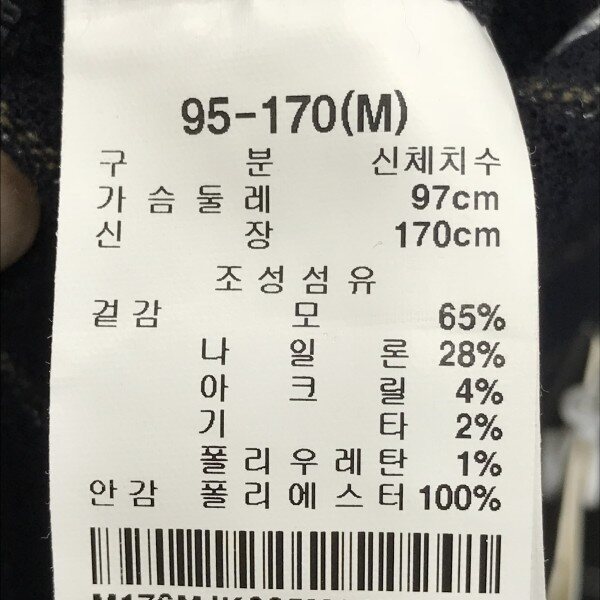 95-170(M)
구 분 신체치수
가슴둘레 97cm
신 장 170cm
조성섬유
겉감 모 65%
나일론 28%
아크릴 4%
기 타 2%
폴리우레탄 1%
안감 폴리에스터 100%